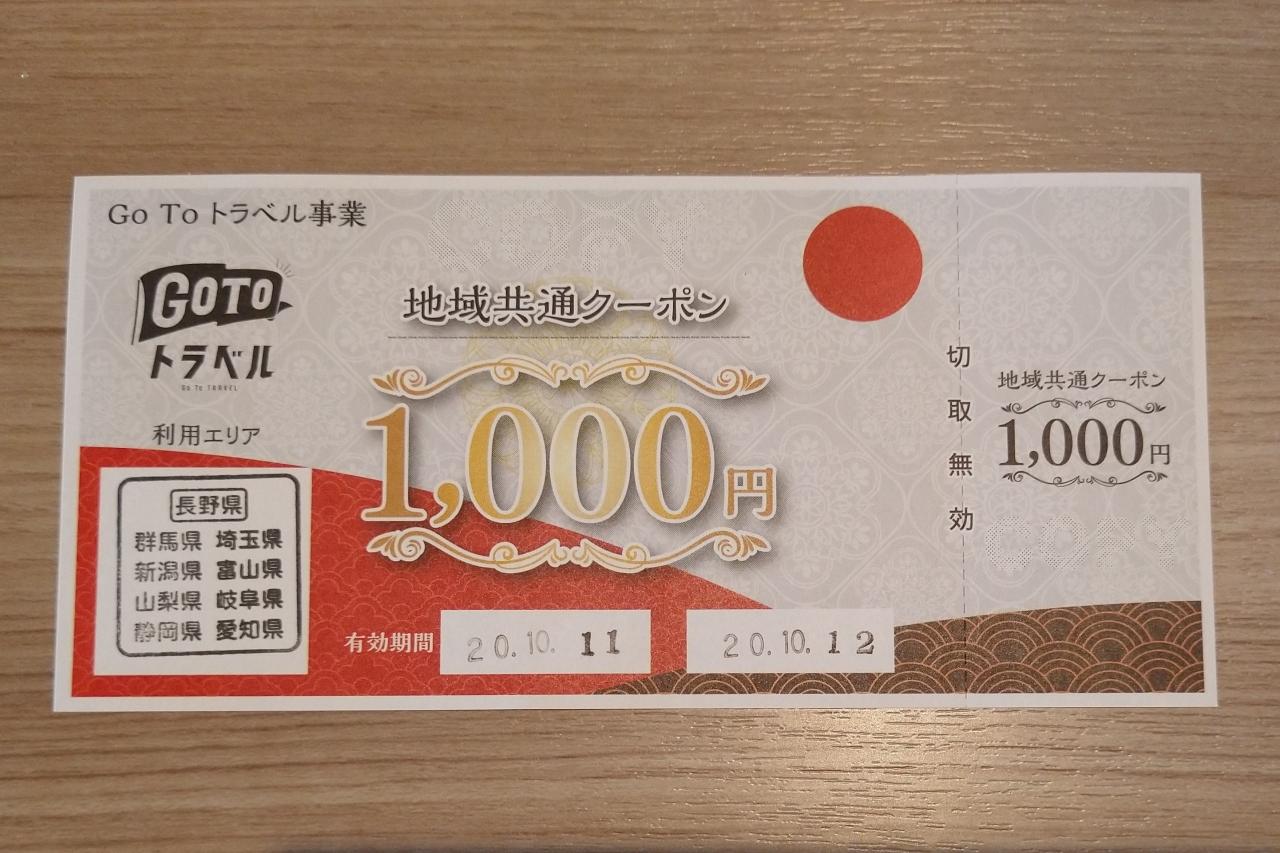 Go To トラベル事業
GOTO
トラベル
Go To TRAVEL
利用エリア
長野県
群馬県 埼玉県
新潟県 富山県
山梨県 岐阜県
静岡県 愛知県
地域共通クーポン
1,000円
有効期間 20.10.11 20.10.12
切取無効
地域共通クーポン
1,000円
COPY
COPY